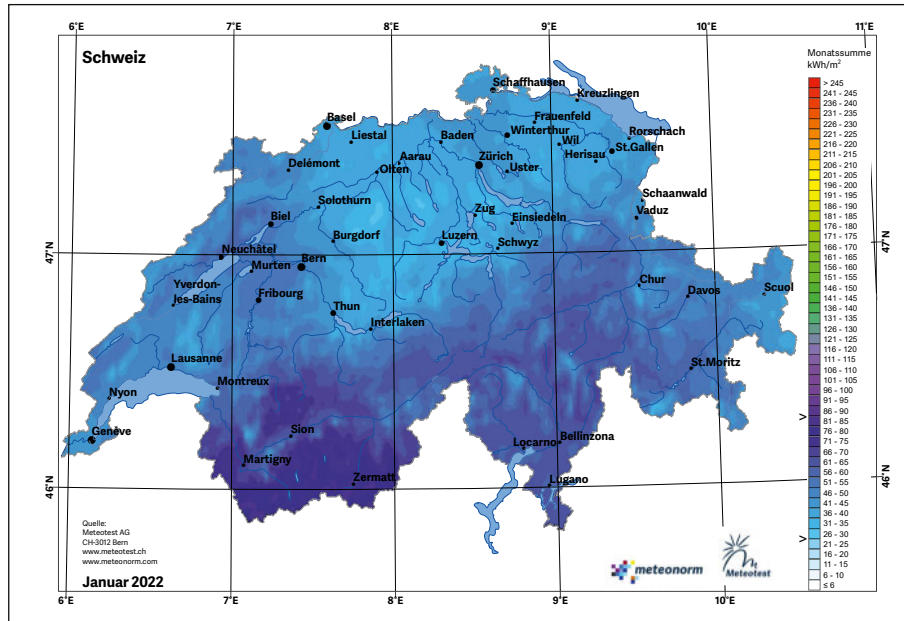 6°E 7°E 8°E 9°E 10°E 11°E
Schweiz
Monatssumme
kWh/m²
> 245
241 - 245
236 - 240
231 - 235
226 - 230
221 - 225
216 - 220
211 - 215
206 - 210
201 - 205
196 - 200
191 - 195
186 - 190
181 - 185
176 - 180
171 - 175
166 - 170
161 - 165
156 - 160
151 - 155
146 - 150
141 - 145
136 - 140
131 - 135
126 - 130
121 - 125
116 - 120
111 - 115
106 - 110
101 - 105
96 - 100
91 - 95
86 - 90
81 - 85
76 - 80
71 - 75
66 - 70
61 - 65
56 - 60
51 - 55
46 - 50
41 - 45
36 - 40
31 - 35
26 - 30
21 - 25
16 - 20
11 - 15
6 - 10
≤ 6
>
>
Schaffhausen
Kreuzlingen
Basel
Frauenfeld
Liestal
Baden
Winterthur
Wil
Rorschach
St.Gallen
Delémont
Aarau
Olten
Zürich
Uster
Herisau
Solothurn
Zug
Einsiedeln
Schaanwald
Vaduz
Biel
Burgdorf
Luzern
Schwyz
Neuchâtel
Murten
Bern
47°N
47°N
Yverdon-
les-Bains
Fribourg
Thun
Interlaken
Chur
Davos
Scuol
Lausanne
Montreux
St.Moritz
Nyon
Genève
Sion
Martigny
Zermatt
Locarno
Bellinzona
Lugano
46°N
46°N
Quelle:
Meteotest AG
CH-3012 Bern
www.meteotest.ch
www.meteonorm.com
meteonorm
Meteotest
Januar 2022
6°E 7°E 8°E 9°E 10°E